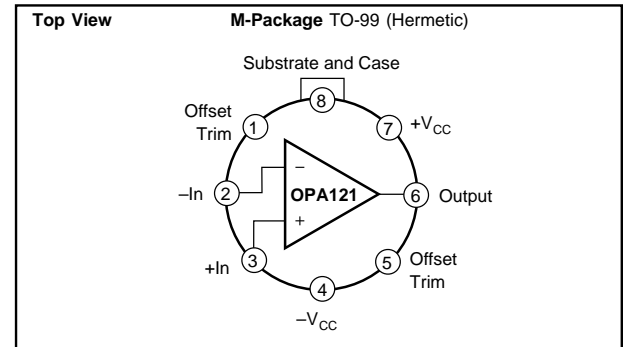 Top View
M-Package TO-99 (Hermetic)
Substrate and Case
8
Offset
Trim
1
7
+VCC
–In
2
–
OPA121
6
Output
+
+In
3
5
Offset
Trim
4
–VCC